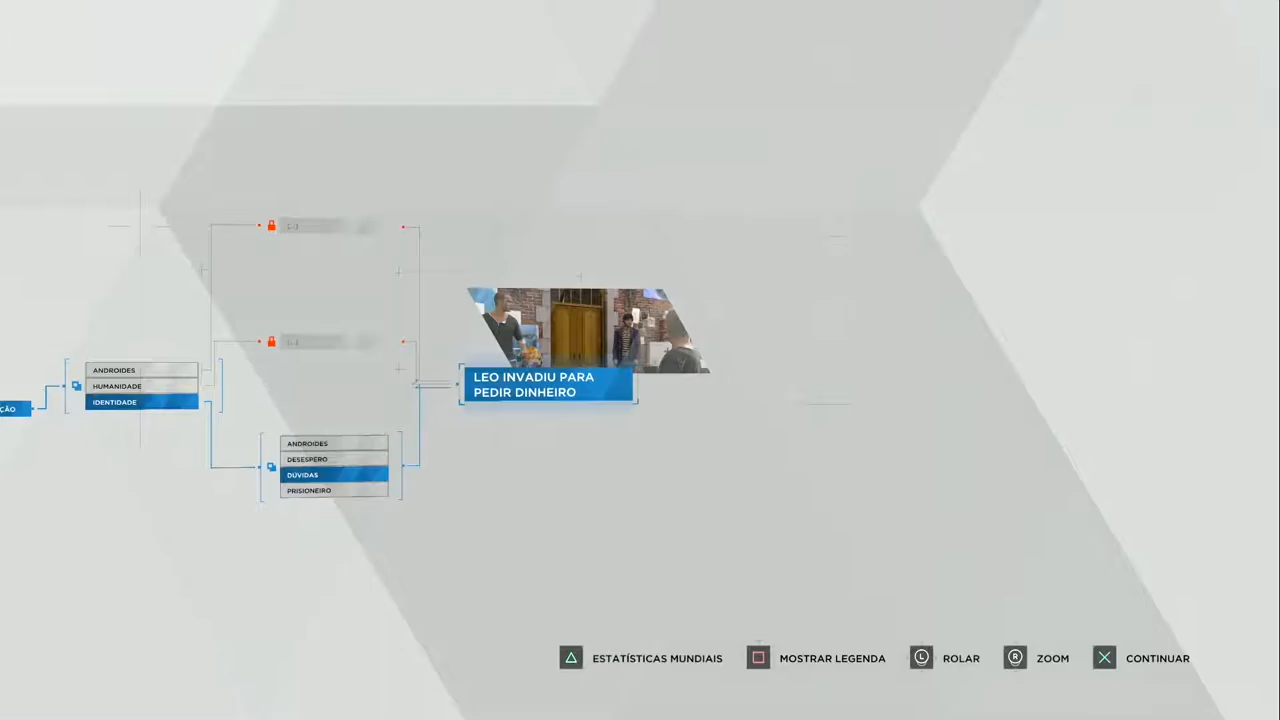 ÇÃO
ANDROIDES
HUMANIDADE
IDENTIDADE
ANDROIDES
DESESPERO
DÚVIDAS
PRISIONEIRO
LEO INVADIU PARA
PEDIR DINHEIRO
ESTATÍSTICAS MUNDIAIS
MOSTRAR LEGENDA
L
ROLAR
R
ZOOM
CONTINUAR